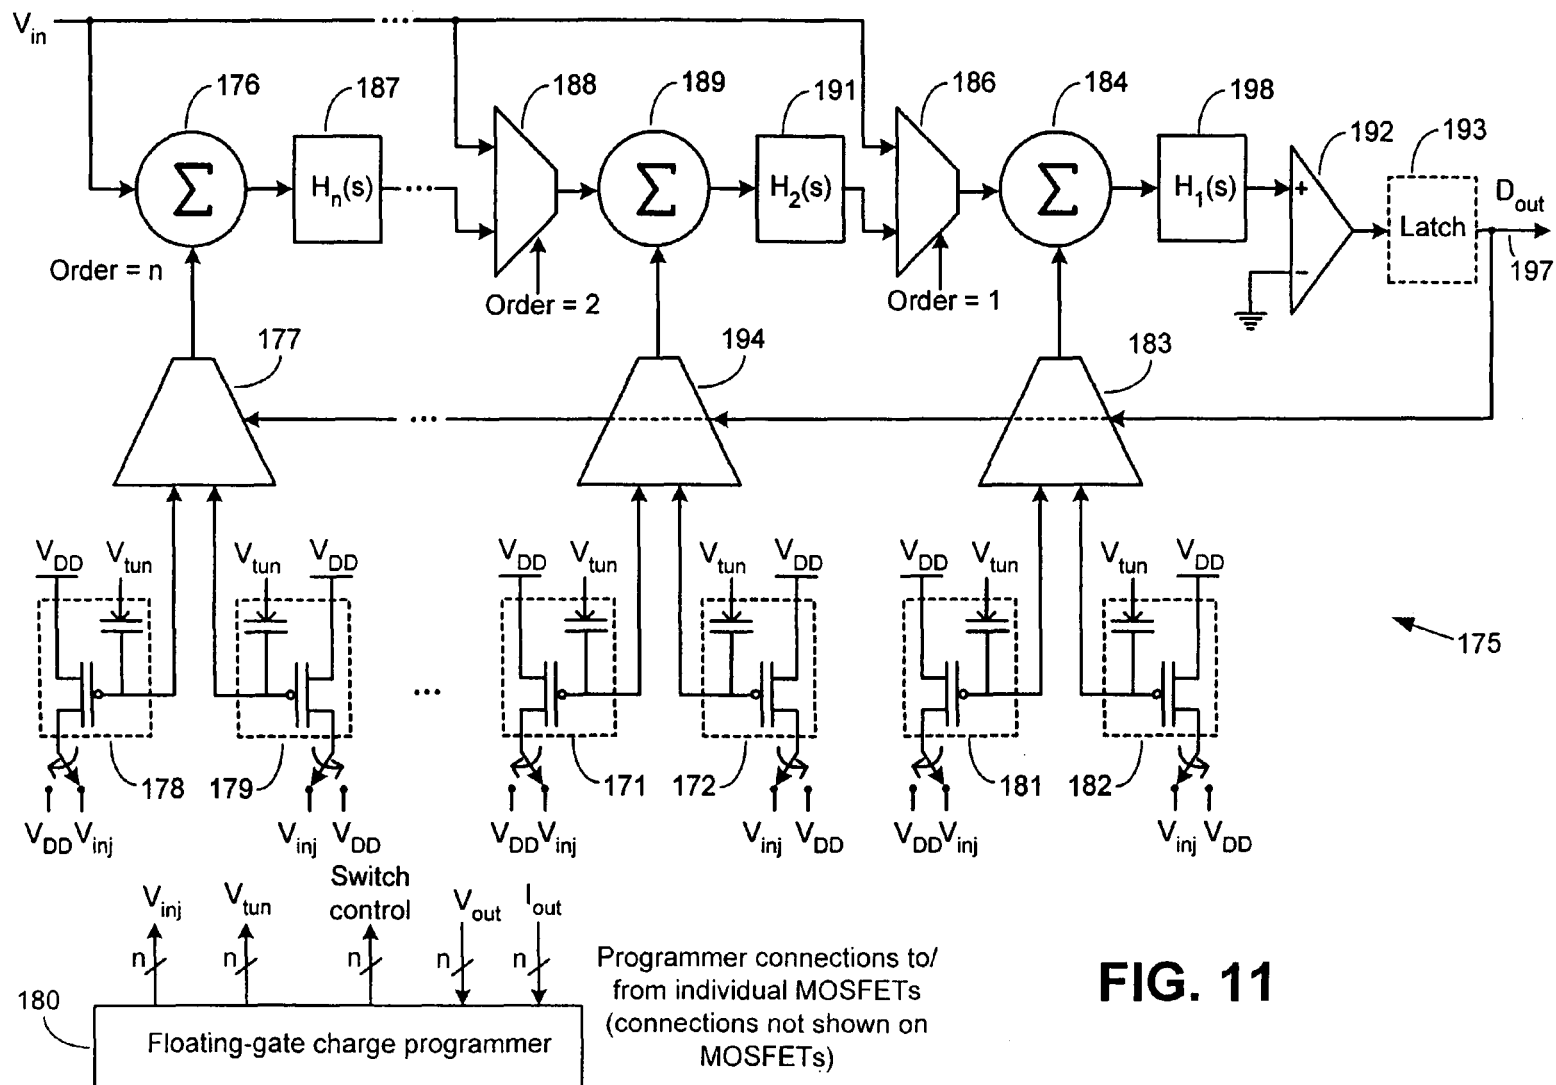 V_in
176
187
188
189
191
186
184
198
192
193
Σ
H_n(s)
Σ
H_2(s)
Σ
H_1(s)
+
−
Latch
D_out
197
Order = n
Order = 2
Order = 1
177
194
183
V_DD
V_tun
V_tun
V_DD
V_DD
V_tun
V_tun
V_DD
V_DD
V_tun
V_tun
V_DD
175
...
178
179
171
172
181
182
V_DD V_inj
V_inj V_DD
V_DD V_inj
V_inj V_DD
V_DD V_inj
V_inj V_DD
V_inj
V_tun
Switch
control
V_out
I_out
n
n
n
n
n
180
Floating-gate charge programmer
Programmer connections to/
from individual MOSFETs
(connections not shown on
MOSFETs)
FIG. 11